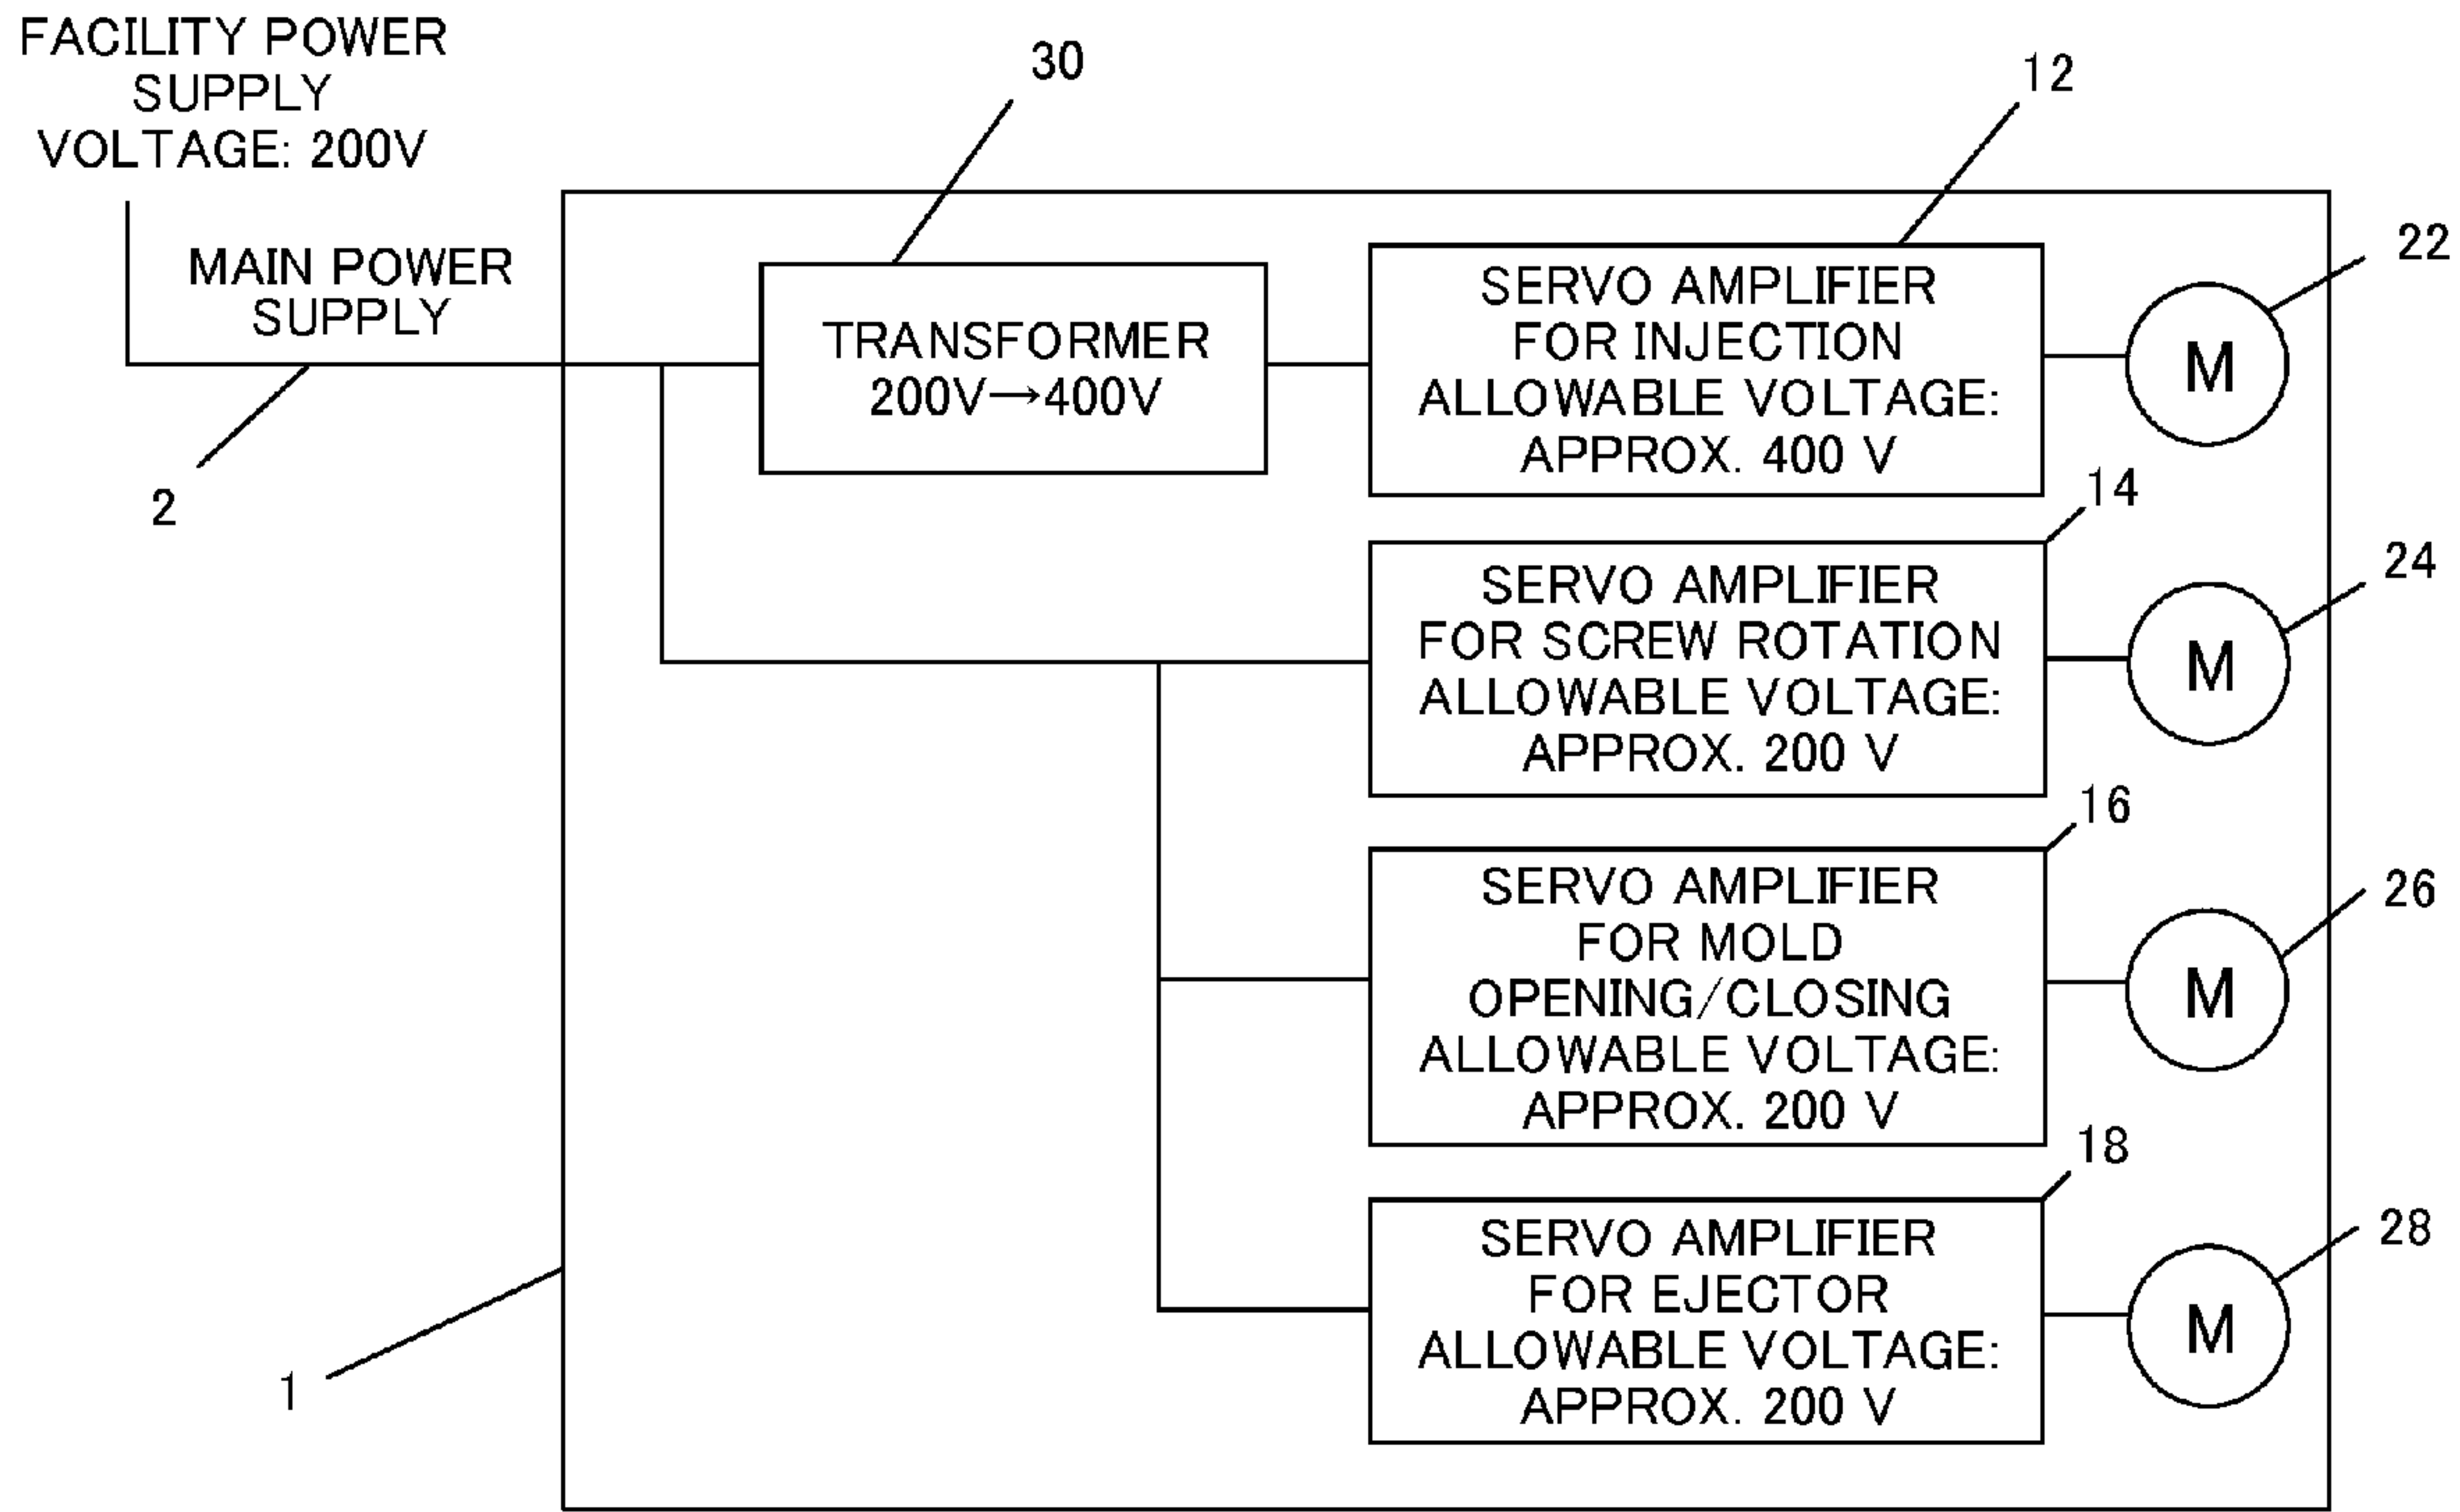 FACILITY POWER
SUPPLY
VOLTAGE: 200V
30
12
MAIN POWER
SUPPLY
2
TRANSFORMER
200V→400V
SERVO AMPLIFIER
FOR INJECTION
ALLOWABLE VOLTAGE:
APPROX. 400 V
M
22
14
SERVO AMPLIFIER
FOR SCREW ROTATION
ALLOWABLE VOLTAGE:
APPROX. 200 V
M
24
16
SERVO AMPLIFIER
FOR MOLD
OPENING/CLOSING
ALLOWABLE VOLTAGE:
APPROX. 200 V
M
26
18
SERVO AMPLIFIER
FOR EJECTOR
ALLOWABLE VOLTAGE:
APPROX. 200 V
M
28
1